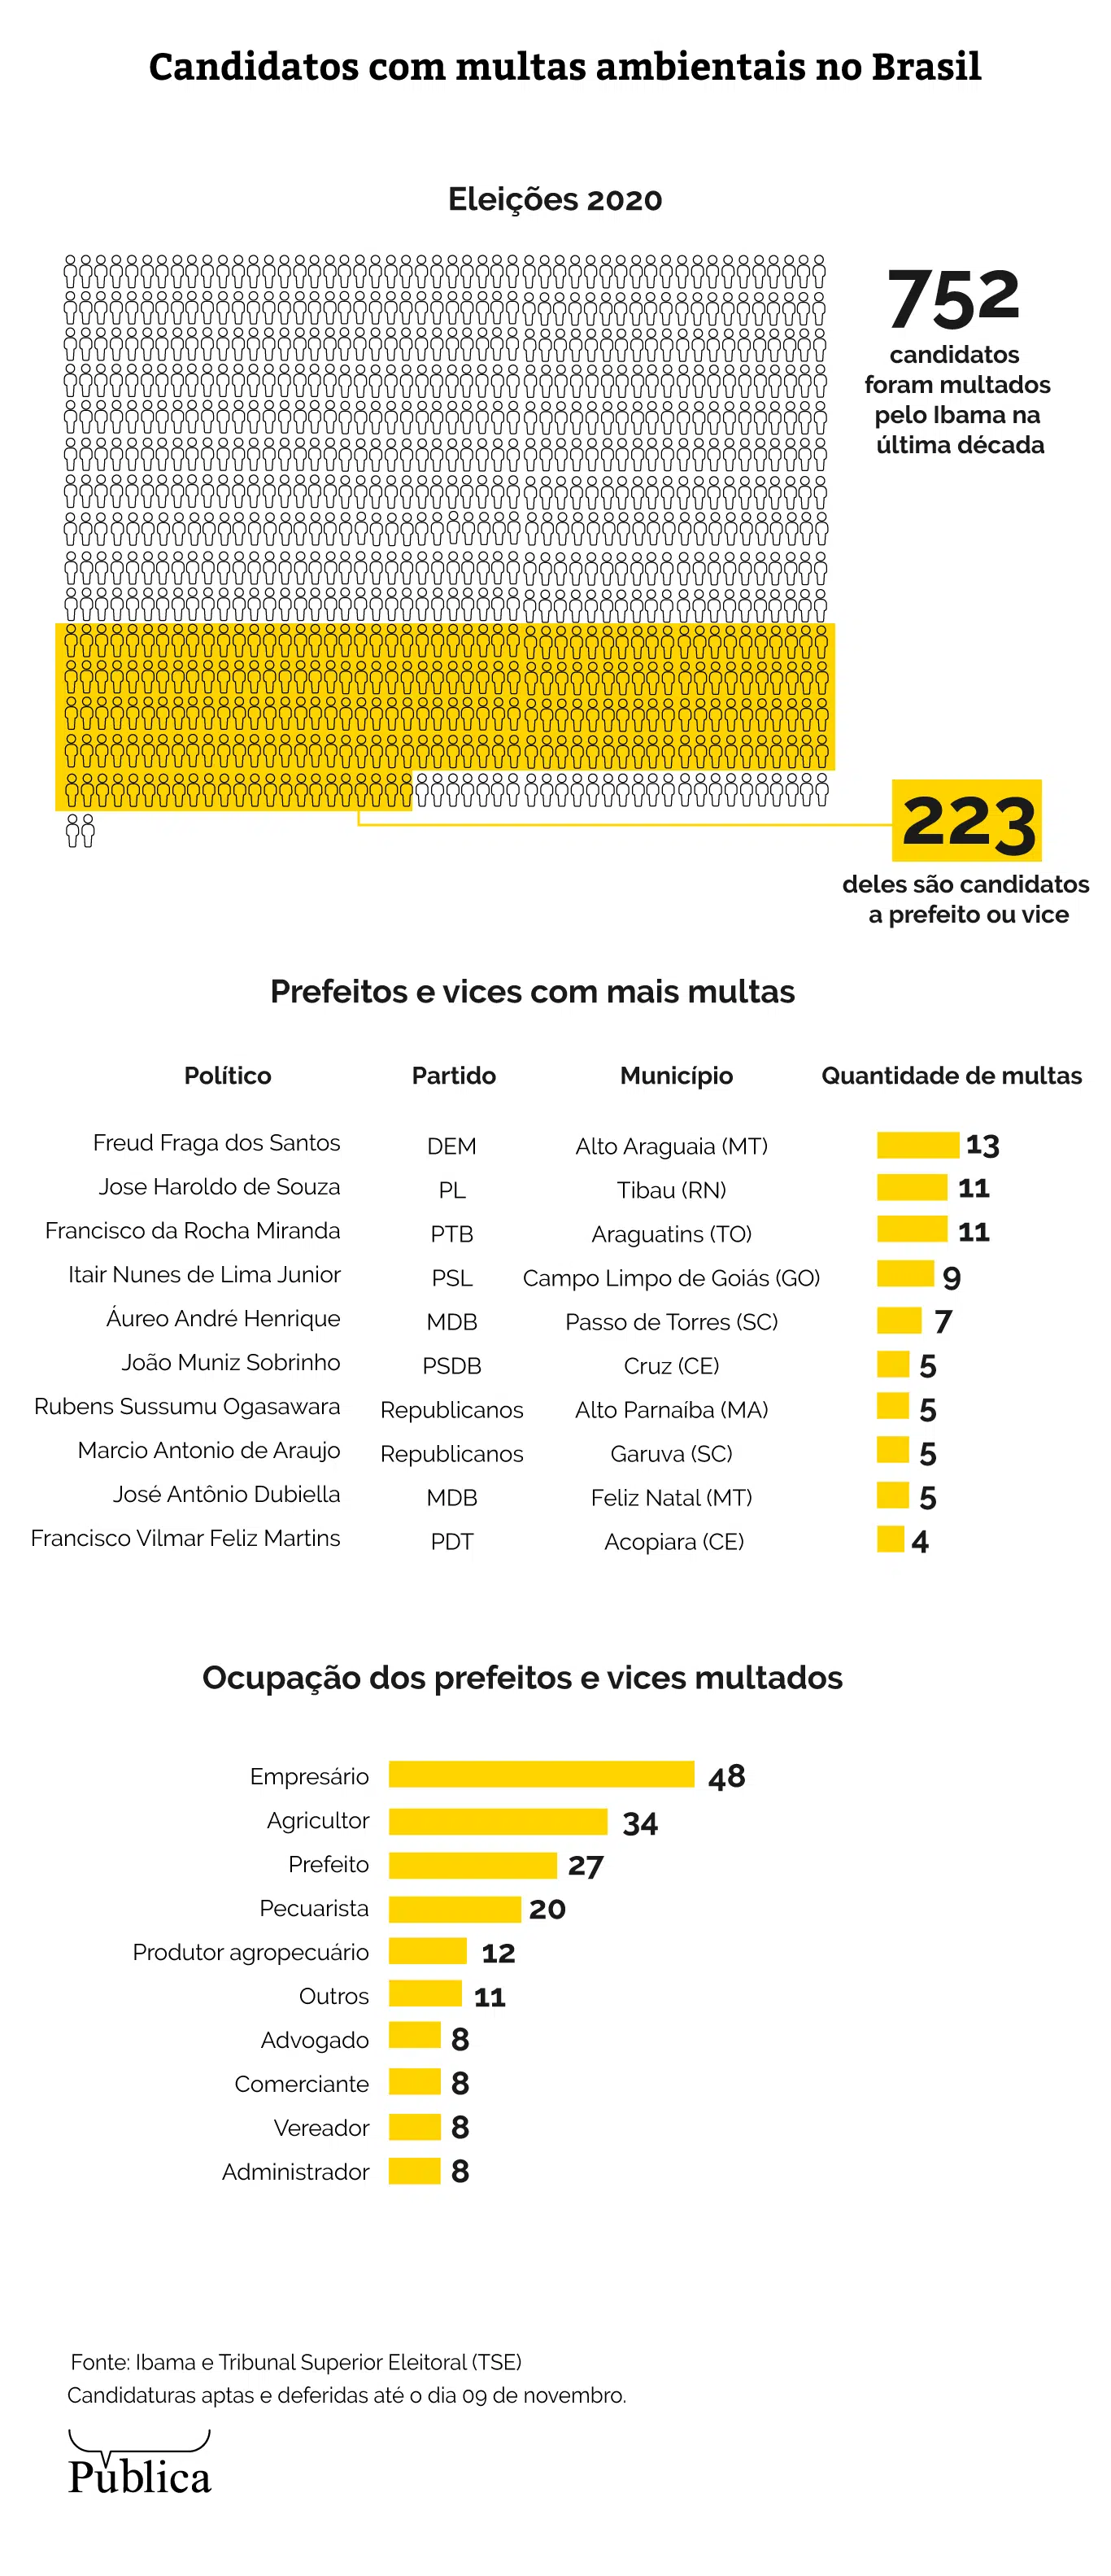 Candidatos com multas ambientais no Brasil
Eleições 2020
752
candidatos
foram multados
pelo Ibama na
última década
223
deles são candidatos
a prefeito ou vice
Prefeitos e vices com mais multas
Político Partido Município Quantidade de multas
Freud Fraga dos Santos DEM Alto Araguaia (MT) 13
Jose Haroldo de Souza PL Tibau (RN) 11
Francisco da Rocha Miranda PTB Araguatins (TO) 11
Itair Nunes de Lima Junior PSL Campo Limpo de Goiás (GO) 9
Áureo André Henrique MDB Passo de Torres (SC) 7
João Muniz Sobrinho PSDB Cruz (CE) 5
Rubens Sussumu Ogasawara Republicanos Alto Parnaíba (MA) 5
Marcio Antonio de Araujo Republicanos Garuva (SC) 5
José Antônio Dubiella MDB Feliz Natal (MT) 5
Francisco Vilmar Feliz Martins PDT Acopiara (CE) 4
Ocupação dos prefeitos e vices multados
Empresário 48
Agricultor 34
Prefeito 27
Pecuarista 20
Produtor agropecuário 12
Outros 11
Advogado 8
Comerciante 8
Vereador 8
Administrador 8
Fonte: Ibama e Tribunal Superior Eleitoral (TSE)
Candidaturas aptas e deferidas até o dia 09 de novembro.
Pública